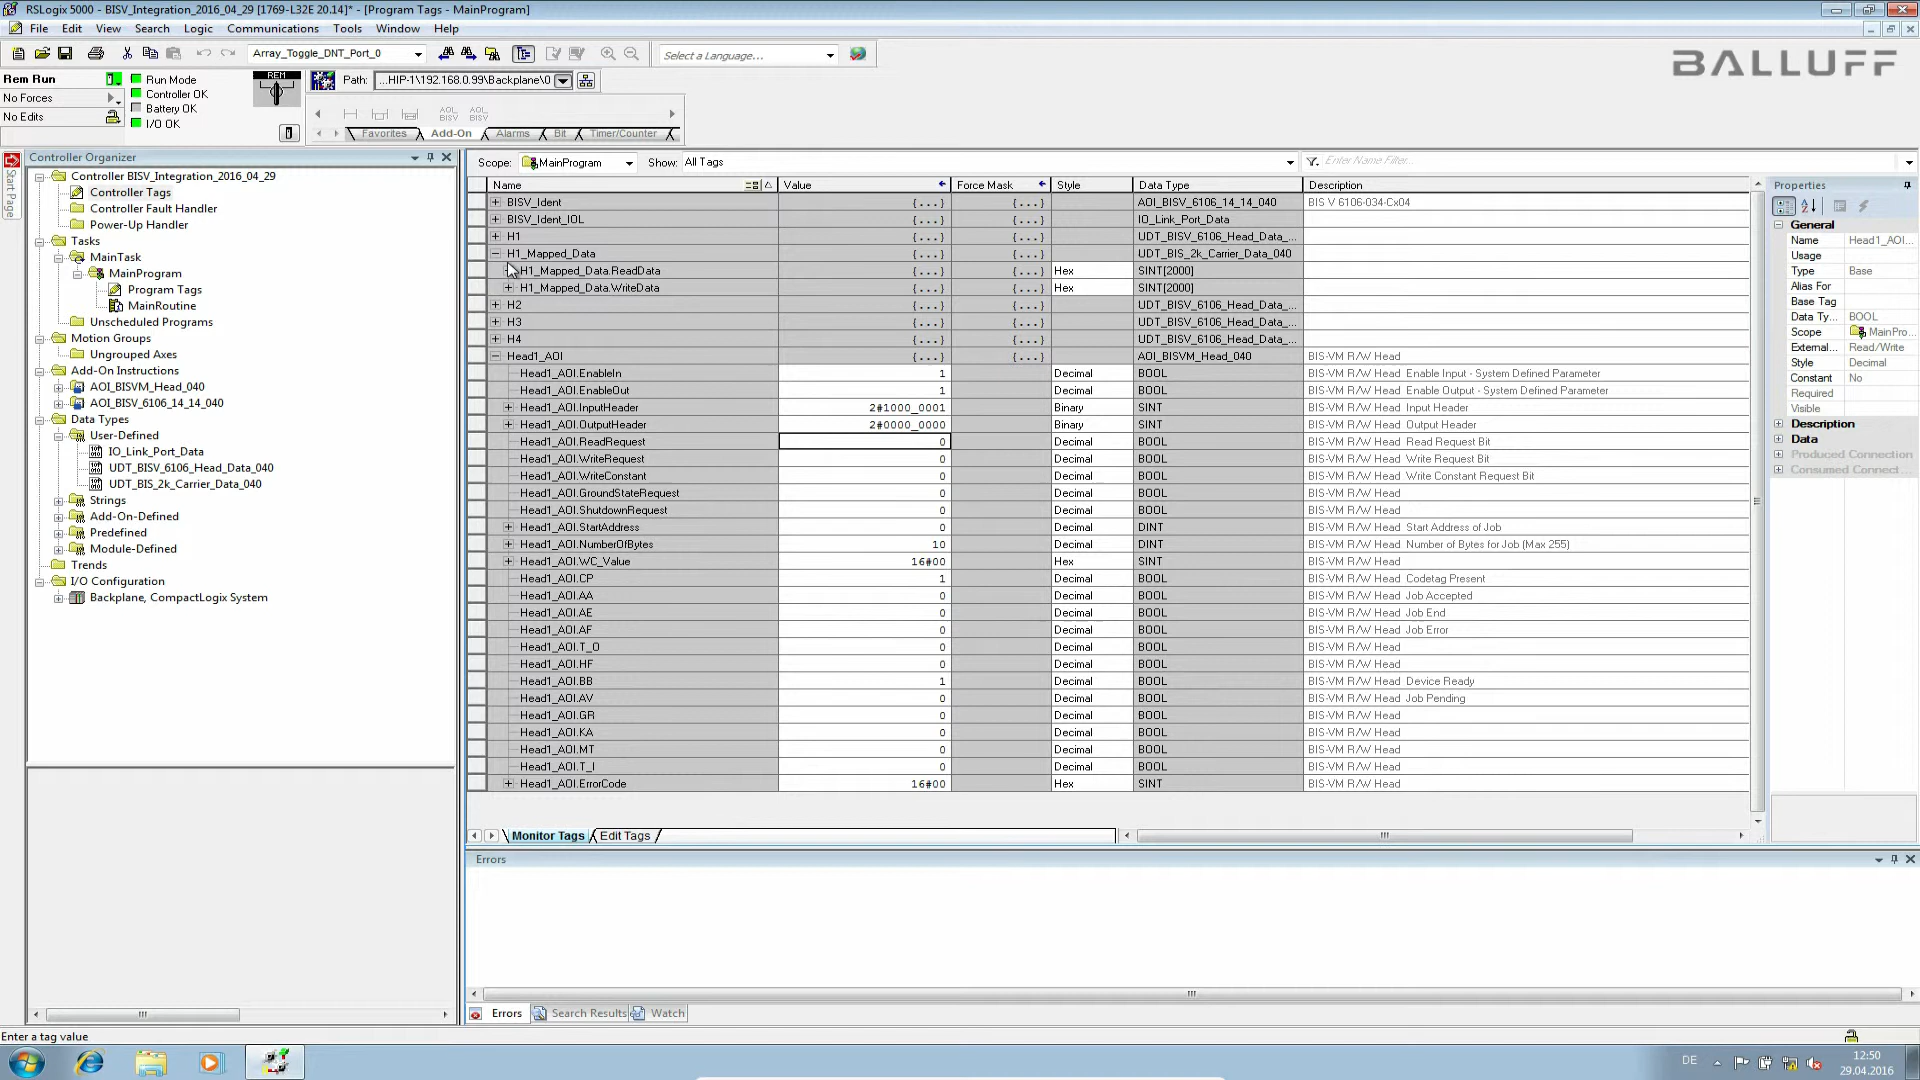 RSLogix 5000 - BISV_Integration_2016_04_29 [1769-L32E 20.14]* - [Program Tags - MainProgram]
File Edit View Search Logic Communications Tools Window Help
Array_Toggle_DNT_Port_0
Select a Language...
BALLUFF
Rem Run
No Forces
No Edits
Run Mode
Controller OK
Battery OK
I/O OK
REM
Path: ...HIP-1\192.168.0.99\Backplane\0
AOI BISV AOI BISV
Favorites Add-On Alarms Bit Timer/Counter
Start Page
Controller Organizer
Controller BISV_Integration_2016_04_29
Controller Tags
Controller Fault Handler
Power-Up Handler
Tasks
MainTask
MainProgram
Program Tags
MainRoutine
Unscheduled Programs
Motion Groups
Ungrouped Axes
Add-On Instructions
AOI_BISVM_Head_040
AOI_BISV_6106_14_14_040
Data Types
User-Defined
IO_Link_Port_Data
UDT_BISV_6106_Head_Data_040
UDT_BIS_2k_Carrier_Data_040
Strings
Add-On-Defined
Predefined
Module-Defined
Trends
I/O Configuration
Backplane, CompactLogix System
Scope: MainProgram Show: All Tags Enter Name Filter...
Name Value Force Mask Style Data Type Description
BISV_Ident {...} {...} AOI_BISV_6106_14_14_040 BIS V 6106-034-Cx04
BISV_Ident_IOL {...} {...} IO_Link_Port_Data
H1 {...} {...} UDT_BISV_6106_Head_Data_...
H1_Mapped_Data {...} {...} UDT_BIS_2k_Carrier_Data_040
H1_Mapped_Data.ReadData {...} {...} Hex SINT[2000]
H1_Mapped_Data.WriteData {...} {...} Hex SINT[2000]
H2 {...} {...} UDT_BISV_6106_Head_Data_...
H3 {...} {...} UDT_BISV_6106_Head_Data_...
H4 {...} {...} UDT_BISV_6106_Head_Data_...
Head1_AOI {...} {...} AOI_BISVM_Head_040 BIS-VM R/W Head
Head1_AOI.EnableIn 1 Decimal BOOL BIS-VM R/W Head Enable Input - System Defined Parameter
Head1_AOI.EnableOut 1 Decimal BOOL BIS-VM R/W Head Enable Output - System Defined Parameter
Head1_AOI.InputHeader 2#1000_0001 Binary SINT BIS-VM R/W Head Input Header
Head1_AOI.OutputHeader 2#0000_0000 Binary SINT BIS-VM R/W Head Output Header
Head1_AOI.ReadRequest 0 Decimal BOOL BIS-VM R/W Head Read Request Bit
Head1_AOI.WriteRequest 0 Decimal BOOL BIS-VM R/W Head Write Request Bit
Head1_AOI.WriteConstant 0 Decimal BOOL BIS-VM R/W Head Write Constant Request Bit
Head1_AOI.GroundStateRequest 0 Decimal BOOL BIS-VM R/W Head
Head1_AOI.ShutdownRequest 0 Decimal BOOL BIS-VM R/W Head
Head1_AOI.StartAddress 0 Decimal DINT BIS-VM R/W Head Start Address of Job
Head1_AOI.NumberOfBytes 10 Decimal DINT BIS-VM R/W Head Number of Bytes for Job (Max 255)
Head1_AOI.WC_Value 16#00 Hex SINT BIS-VM R/W Head
Head1_AOI.CP 1 Decimal BOOL BIS-VM R/W Head Codetag Present
Head1_AOI.AA 0 Decimal BOOL BIS-VM R/W Head Job Accepted
Head1_AOI.AE 0 Decimal BOOL BIS-VM R/W Head Job End
Head1_AOI.AF 0 Decimal BOOL BIS-VM R/W Head Job Error
Head1_AOI.T_O 0 Decimal BOOL BIS-VM R/W Head
Head1_AOI.HF 0 Decimal BOOL BIS-VM R/W Head
Head1_AOI.BB 1 Decimal BOOL BIS-VM R/W Head Device Ready
Head1_AOI.AV 0 Decimal BOOL BIS-VM R/W Head Job Pending
Head1_AOI.GR 0 Decimal BOOL BIS-VM R/W Head
Head1_AOI.KA 0 Decimal BOOL BIS-VM R/W Head
Head1_AOI.MT 0 Decimal BOOL BIS-VM R/W Head
Head1_AOI.T_I 0 Decimal BOOL BIS-VM R/W Head
Head1_AOI.ErrorCode 16#00 Hex SINT BIS-VM R/W Head
Monitor Tags Edit Tags
Properties
General
Name Head1_AOI...
Usage
Type Base
Alias For
Base Tag
Data Ty... BOOL
Scope MainPro...
External... Read/Write
Style Decimal
Constant No
Required
Visible
Description
Data
Produced Connection
Consumed Connect...
Errors
Errors Search Results Watch
Enter a tag value
DE
12:50
29.04.2016